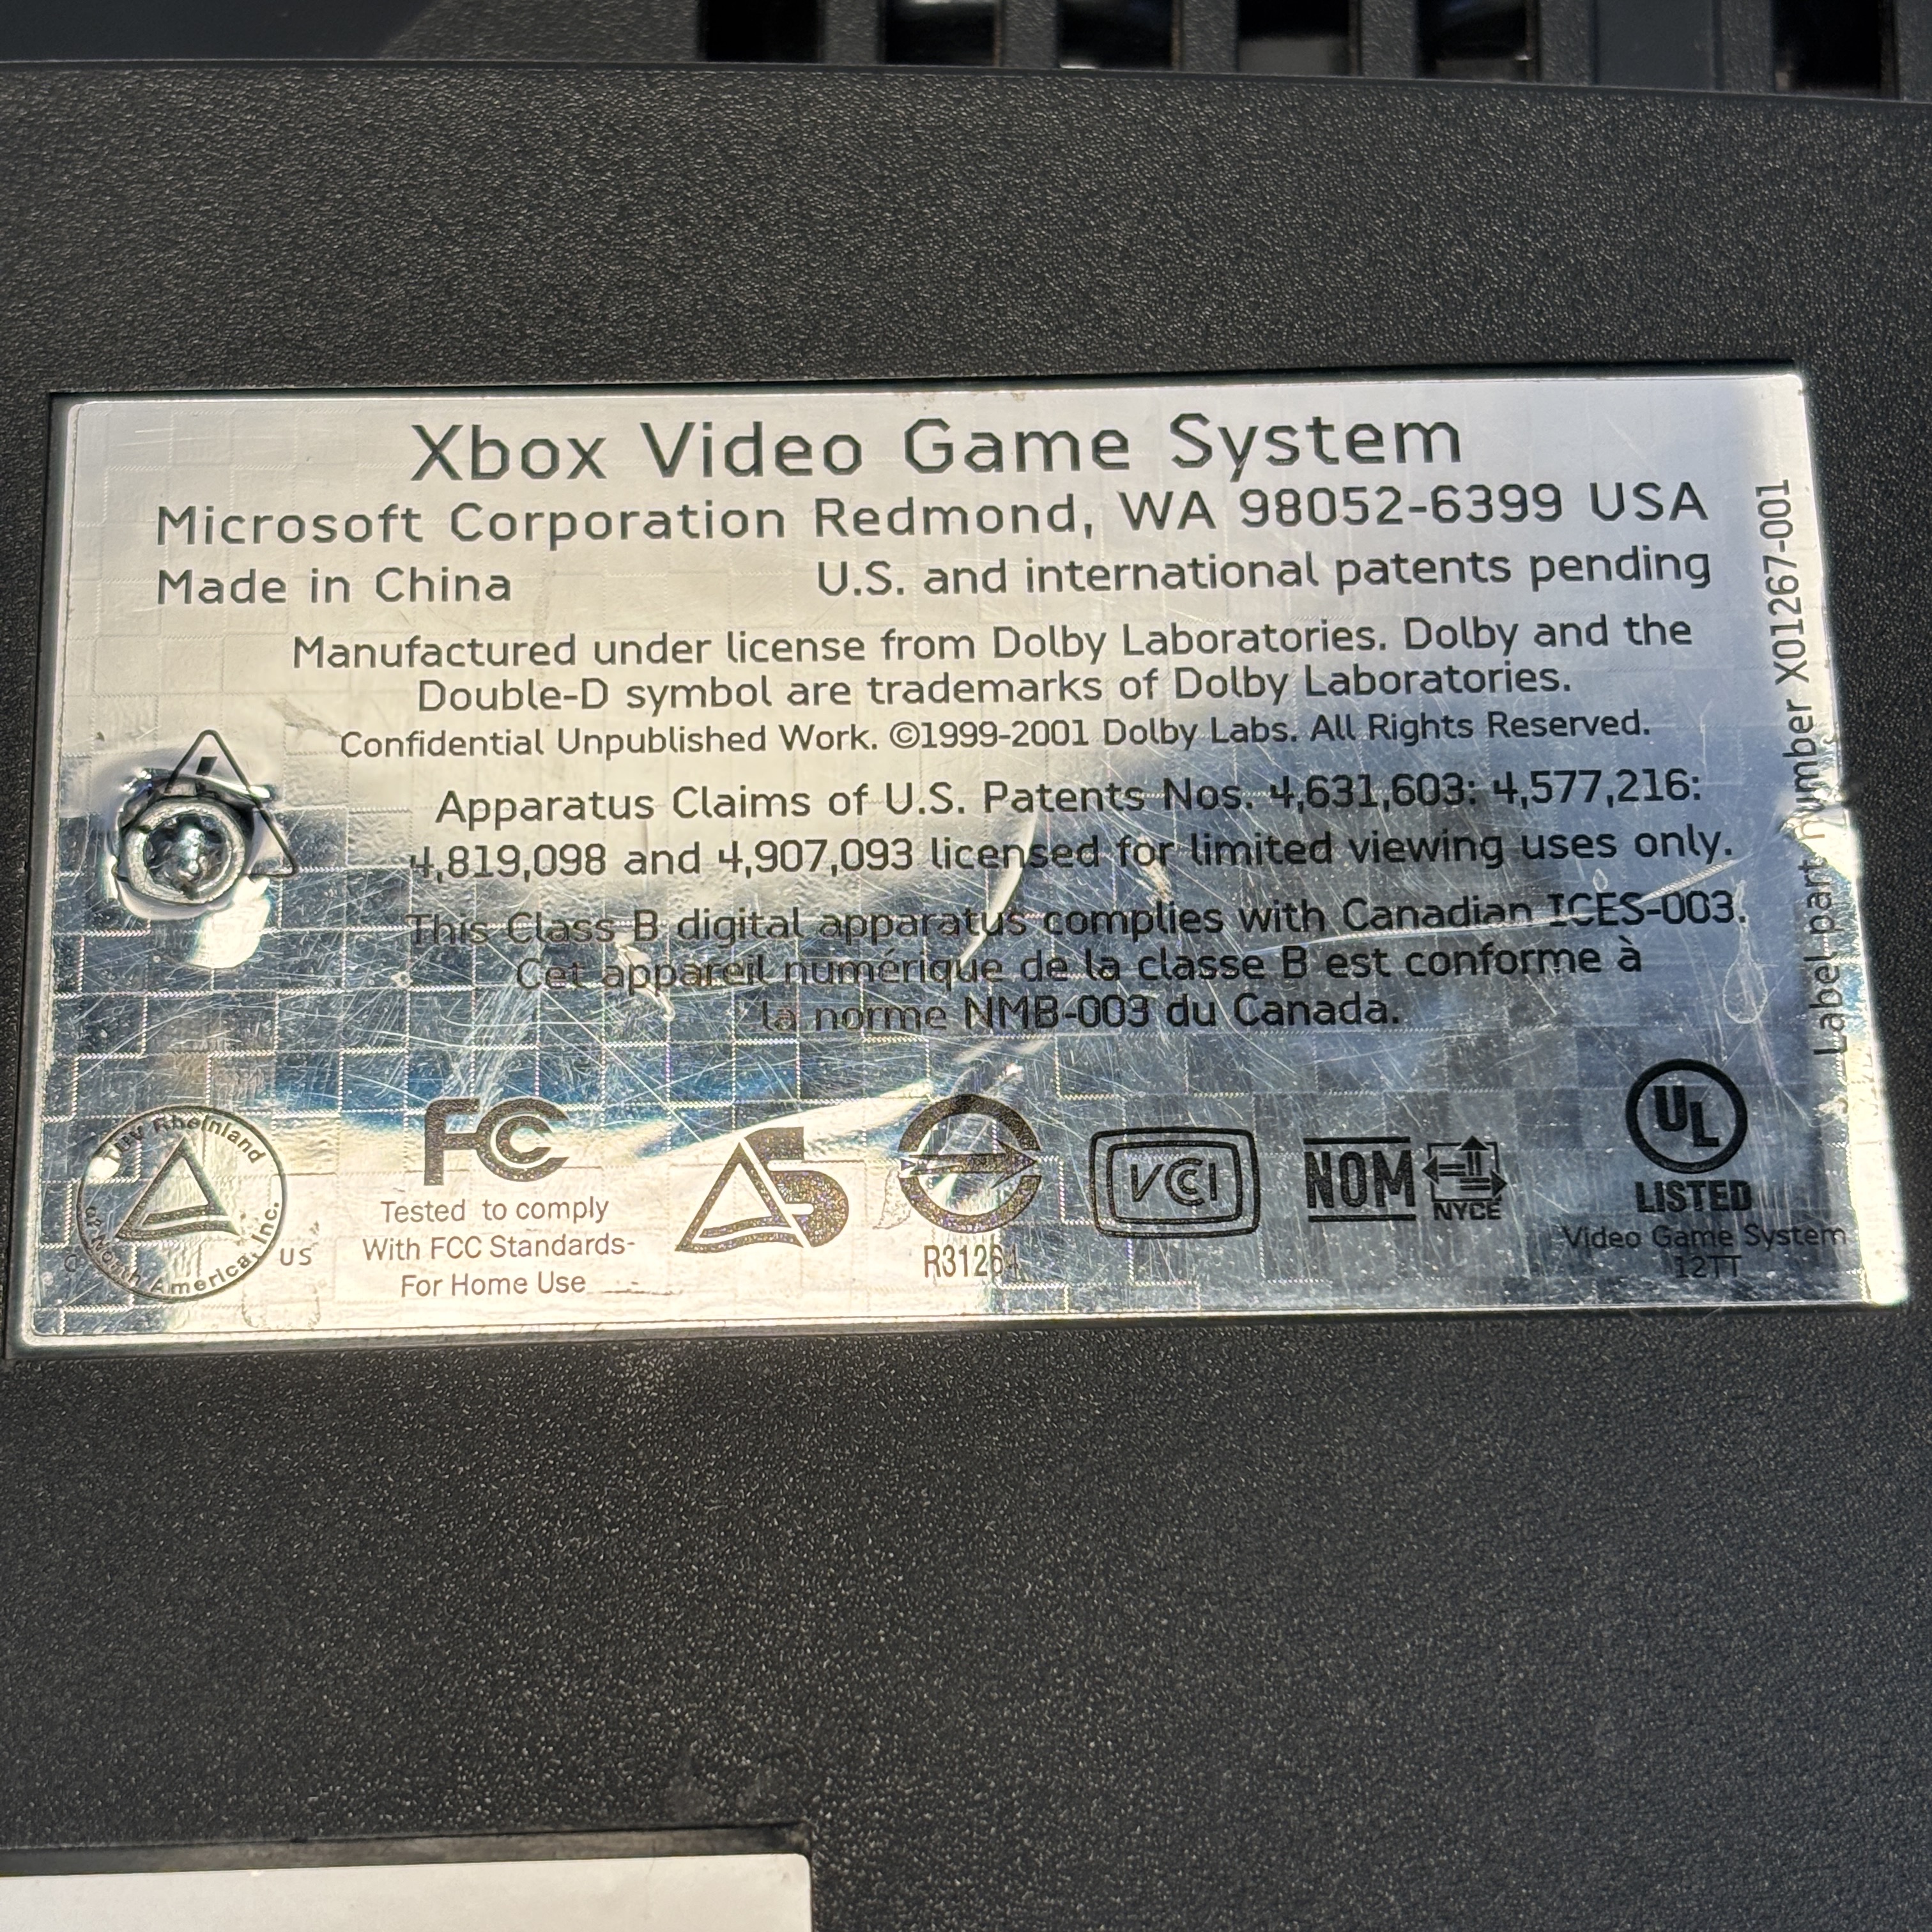 Xbox Video Game System
Microsoft Corporation Redmond, WA 98052-6399 USA
Made in China U.S. and international patents pending
Manufactured under license from Dolby Laboratories. Dolby and the
Double-D symbol are trademarks of Dolby Laboratories.
Confidential Unpublished Work. ©1999-2001 Dolby Labs. All Rights Reserved.
Apparatus Claims of U.S. Patents Nos. 4,631,603: 4,577,216:
4,819,098 and 4,907,093 licensed for limited viewing uses only.
This Class B digital apparatus complies with Canadian ICES-003.
Cet appareil numérique de la classe B est conforme à
la norme NMB-003 du Canada.
Label part number X01267-001
TUV Rheinland
of North America, Inc.
C US
FC
Tested to comply
With FCC Standards-
For Home Use
S
VCI
NOM
NYCE
UL
LISTED
Video Game System
12TT